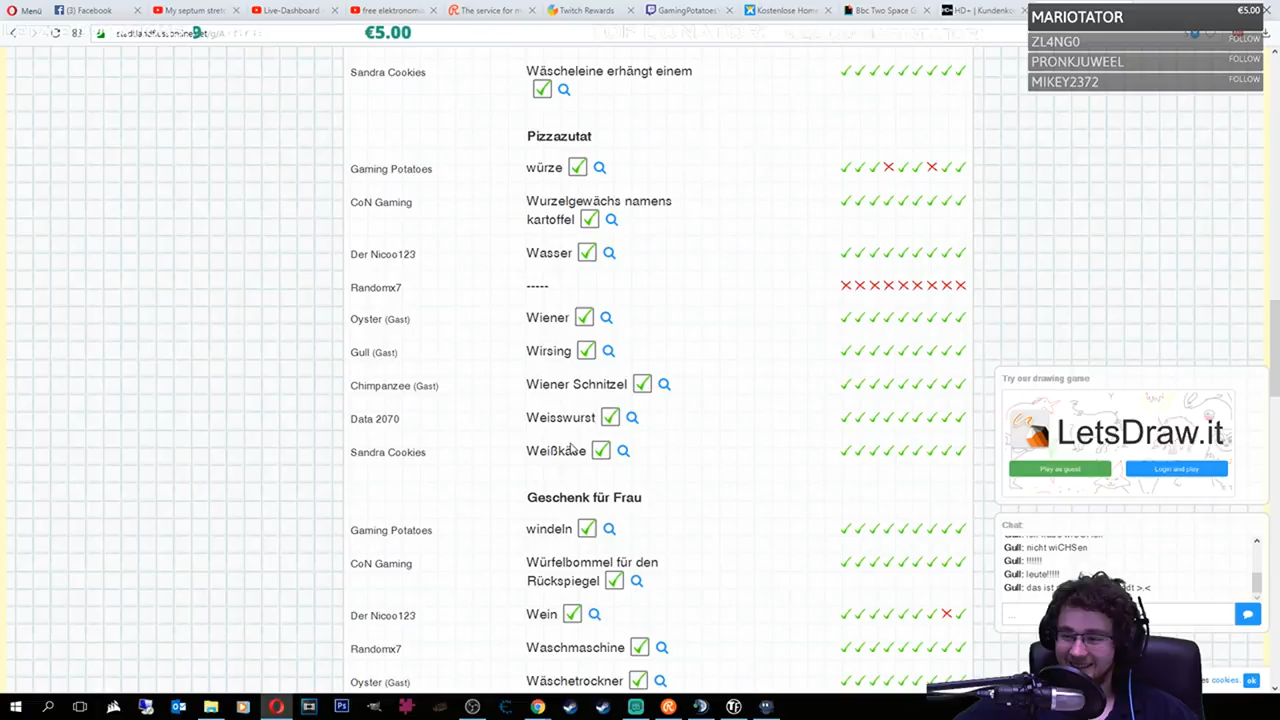 Menü
(83) Facebook
My septum stret
Live-Dashboard
free elektronom
The service for m
Twitch Rewards
GamingPotatoes
Kostenlose Home
Bbc Two Space G
HD+ | Kundenko
€5.00
MARIOTATOR €5.00
ZL4NG0 FOLLOW
PRONKJUWEEL FOLLOW
MIKEY2372 FOLLOW
Sandra Cookies Wäscheleine erhängt einem
Pizzazutat
Gaming Potatoes würze
CoN Gaming Wurzelgewächs namens
kartoffel
Der Nicoo123 Wasser
Randomx7 -----
Oyster (Gast) Wiener
Gull (Gast) Wirsing
Chimpanzee (Gast) Wiener Schnitzel
Data 2070 Weisswurst
Sandra Cookies Weißkäse
Geschenk für Frau
Gaming Potatoes windeln
CoN Gaming Würfelbommel für den
Rückspiegel
Der Nicoo123 Wein
Randomx7 Waschmaschine
Oyster (Gast) Wäschetrockner
Try our drawing game
LetsDraw.it
Play as guest
Login and play
Chat:
Gull: nicht wiCHSen
Gull: !!!!!!
Gull: leute!!!!!
Gull: das ist
...
cookies. ok